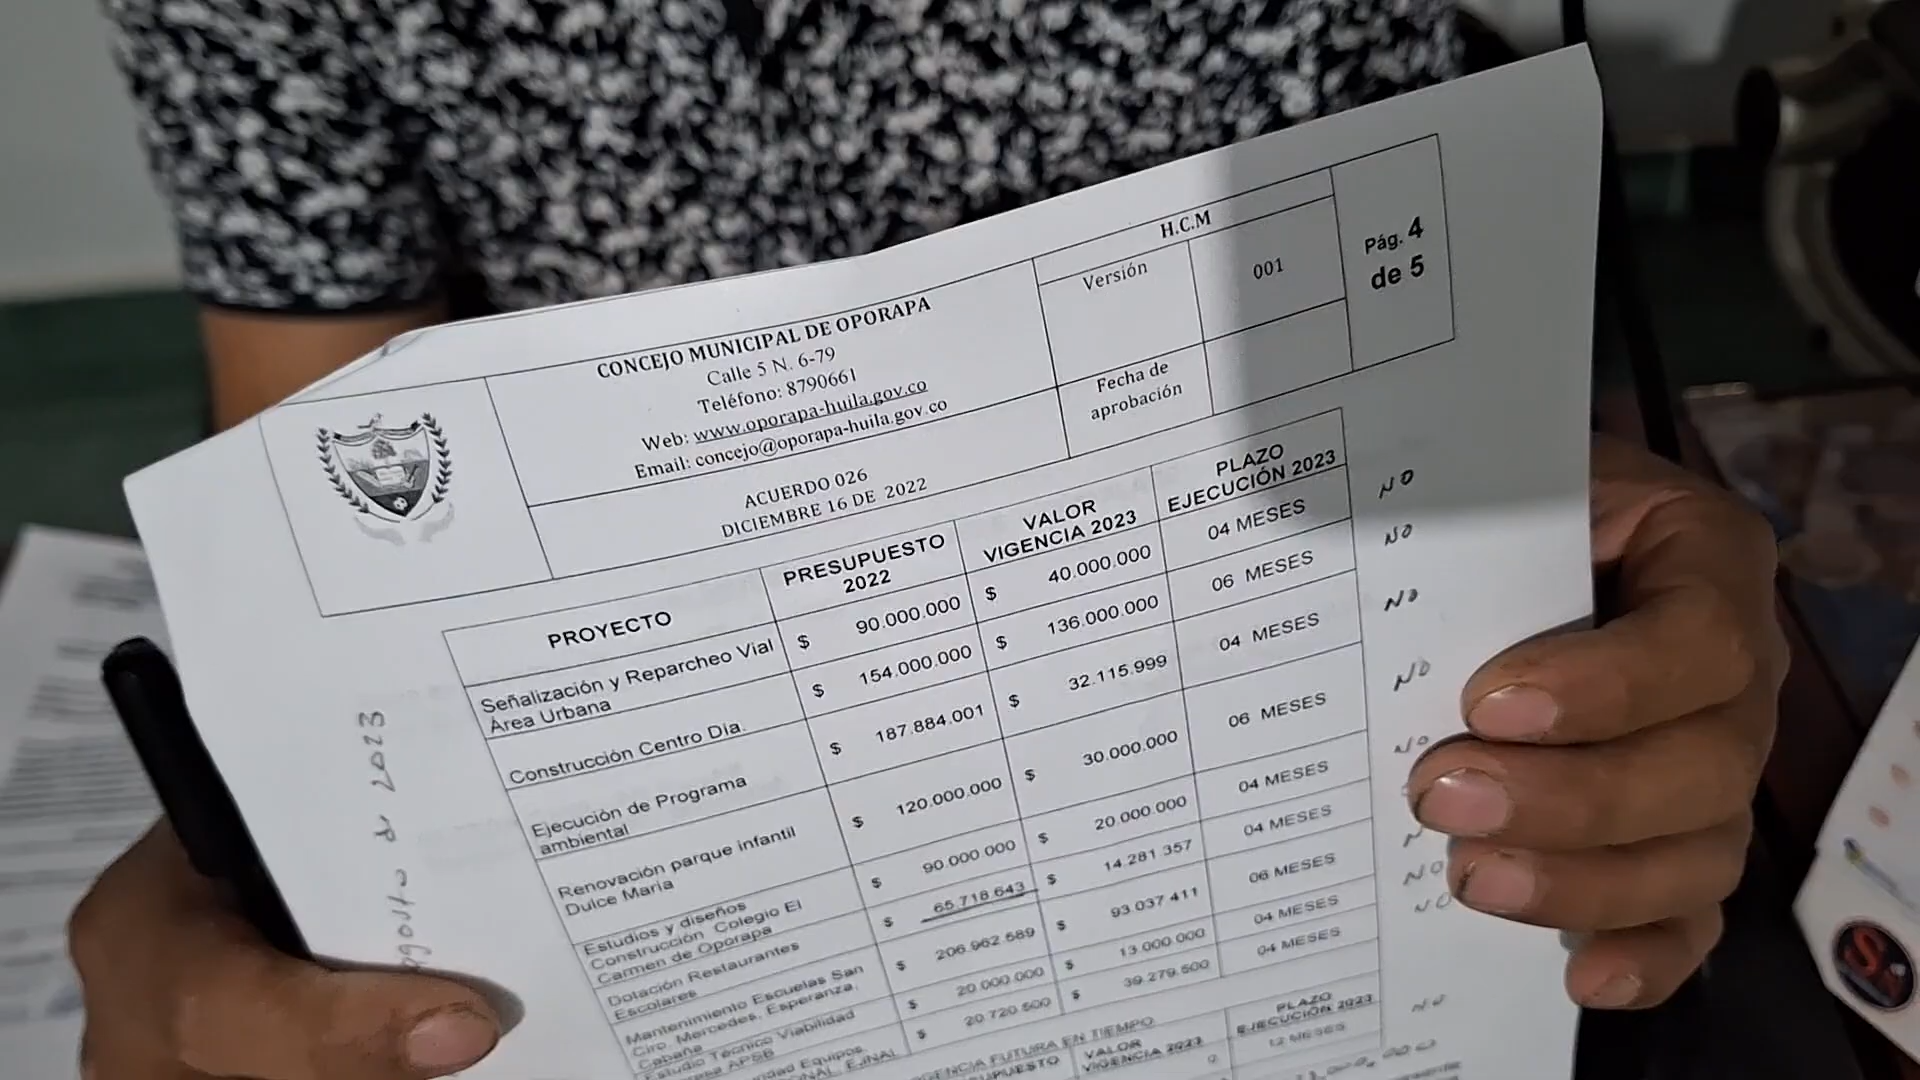 H.C.M
CONCEJO MUNICIPAL DE OPORAPA
Calle 5 N. 6-79
Teléfono: 8790661
Web: www.oporapa-huila.gov.co
Email: concejo@oporapa-huila.gov.co
Versión
001
Pág. 4
de 5
Fecha de
aprobación
ACUERDO 026
DICIEMBRE 16 DE 2022
PROYECTO
PRESUPUESTO
2022
VALOR
VIGENCIA 2023
PLAZO
EJECUCIÓN 2023
Señalización y Reparcheo Vial
Área Urbana
$ 90.000.000
$ 40.000.000
04 MESES
NO
Construcción Centro Día.
$ 154.000.000
$ 136.000.000
06 MESES
NO
Ejecución de Programa
ambiental
$ 187.884.001
$ 32.115.999
04 MESES
NO
Renovación parque infantil
Dulce María
$ 120.000.000
$ 30.000.000
06 MESES
NO
Estudios y diseños
Construcción Colegio El
Carmen de Oporapa
$ 90.000.000
$ 20.000.000
04 MESES
NO
Dotación Restaurantes
Escolares
$ 65.718.643
$ 14.281.357
04 MESES
Mantenimiento Escuelas San
Ciro, Mercedes, Esperanza,
Cabaña
$ 206.962.589
$ 93.037.411
06 MESES
NO
Estudio Técnico Viabilidad
APSB
$ 20.000.000
$ 13.000.000
04 MESES
NO
Equipos
$ 20.720.500
$ 39.279.500
04 MESES
FUTURA EN TIEMPO
VALOR
VIGENCIA 2023
PLAZO
EJECUCIÓN 2023
12 MESES
NO
agosto de 2023